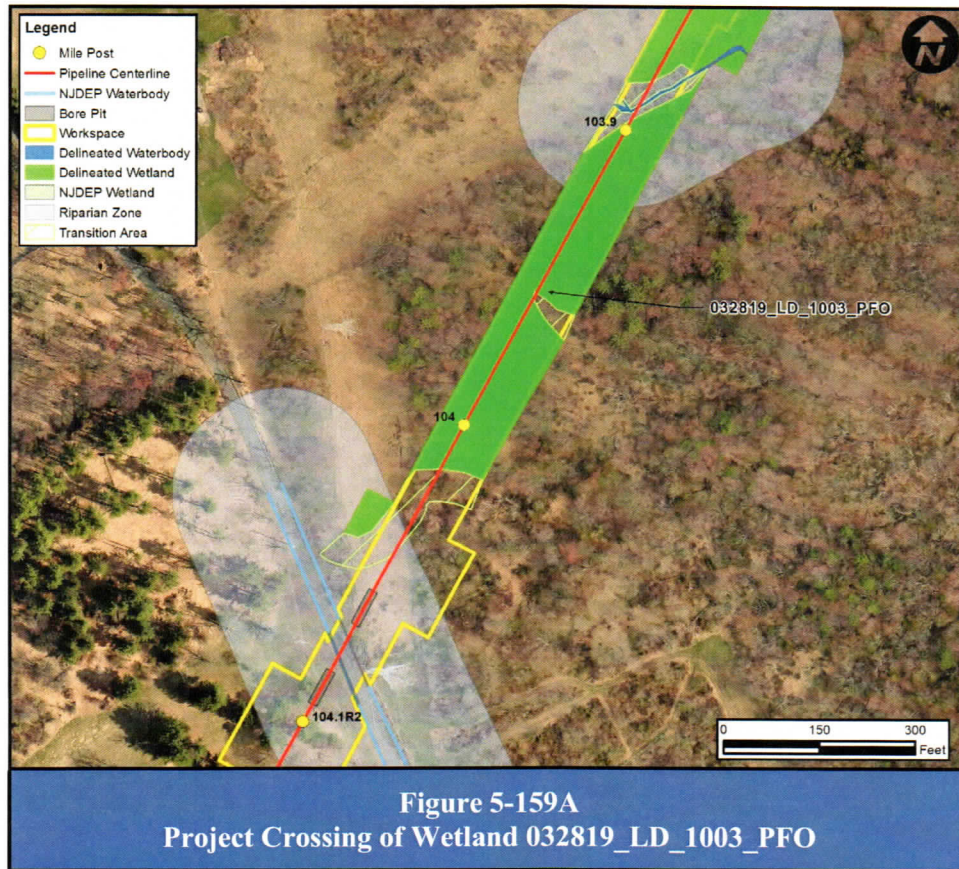 Legend
Mile Post
Pipeline Centerline
NJDEP Waterbody
Bore Pit
Workspace
Delineated Waterbody
Delineated Wetland
NJDEP Wetland
Riparian Zone
Transition Area
N
103.9
032819_LD_1003_PFO
104
104.1R2
0 150 300
Feet
Figure 5-159A
Project Crossing of Wetland 032819_LD_1003_PFO